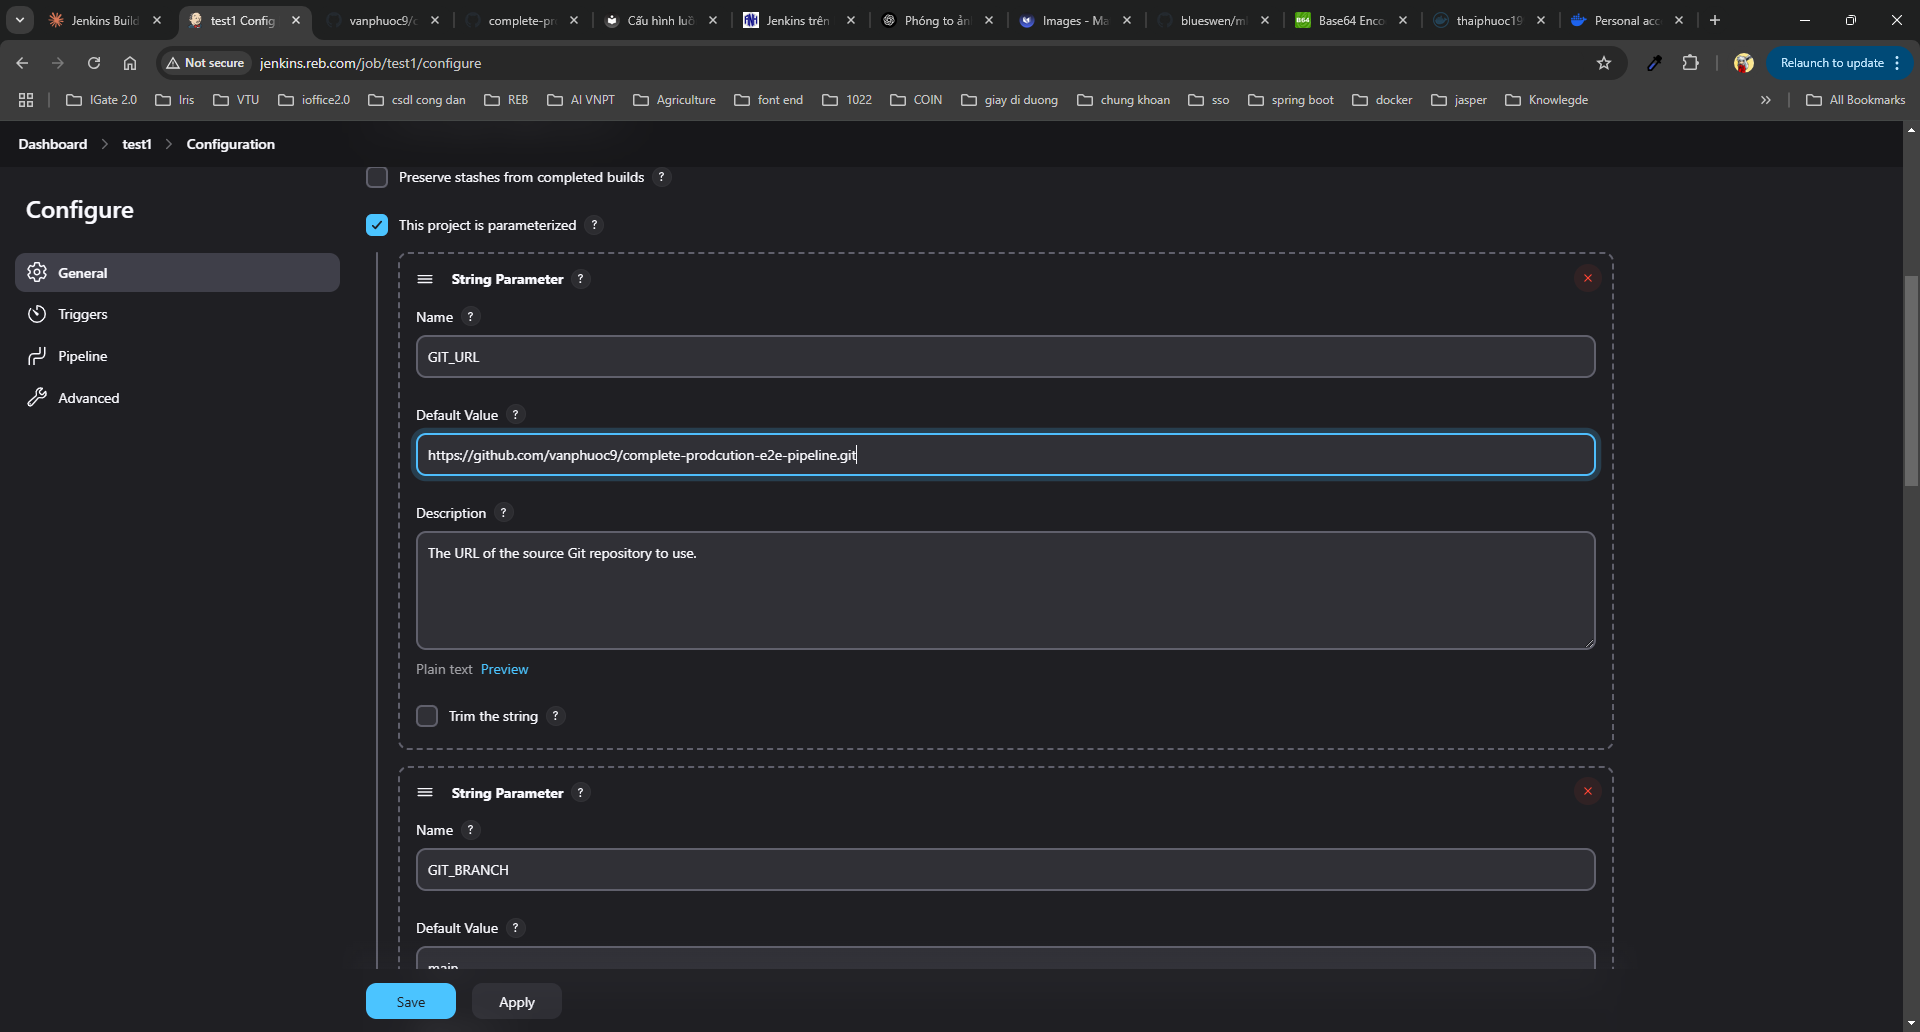 Jenkins Build
test1 Config
vanphuoc9/c
complete-pr
Cấu hình luồ
Jenkins trên
Phóng to ản
Images - Ma
blueswen/ml
Base64 Enco
thaiphuoc19
Personal acc
Not secure
jenkins.reb.com/job/test1/configure
Relaunch to update
IGate 2.0
Iris
VTU
ioffice2.0
csdl cong dan
REB
AI VNPT
Agriculture
font end
1022
COIN
giay di duong
chung khoan
sso
spring boot
docker
jasper
Knowlegde
All Bookmarks
Dashboard
test1
Configuration
Configure
General
Triggers
Pipeline
Advanced
Preserve stashes from completed builds ?
This project is parameterized ?
String Parameter ?
Name ?
GIT_URL
Default Value ?
https://github.com/vanphuoc9/complete-prodcution-e2e-pipeline.git
Description ?
The URL of the source Git repository to use.
Plain text Preview
Trim the string ?
String Parameter ?
Name ?
GIT_BRANCH
Default Value ?
main
Save
Apply